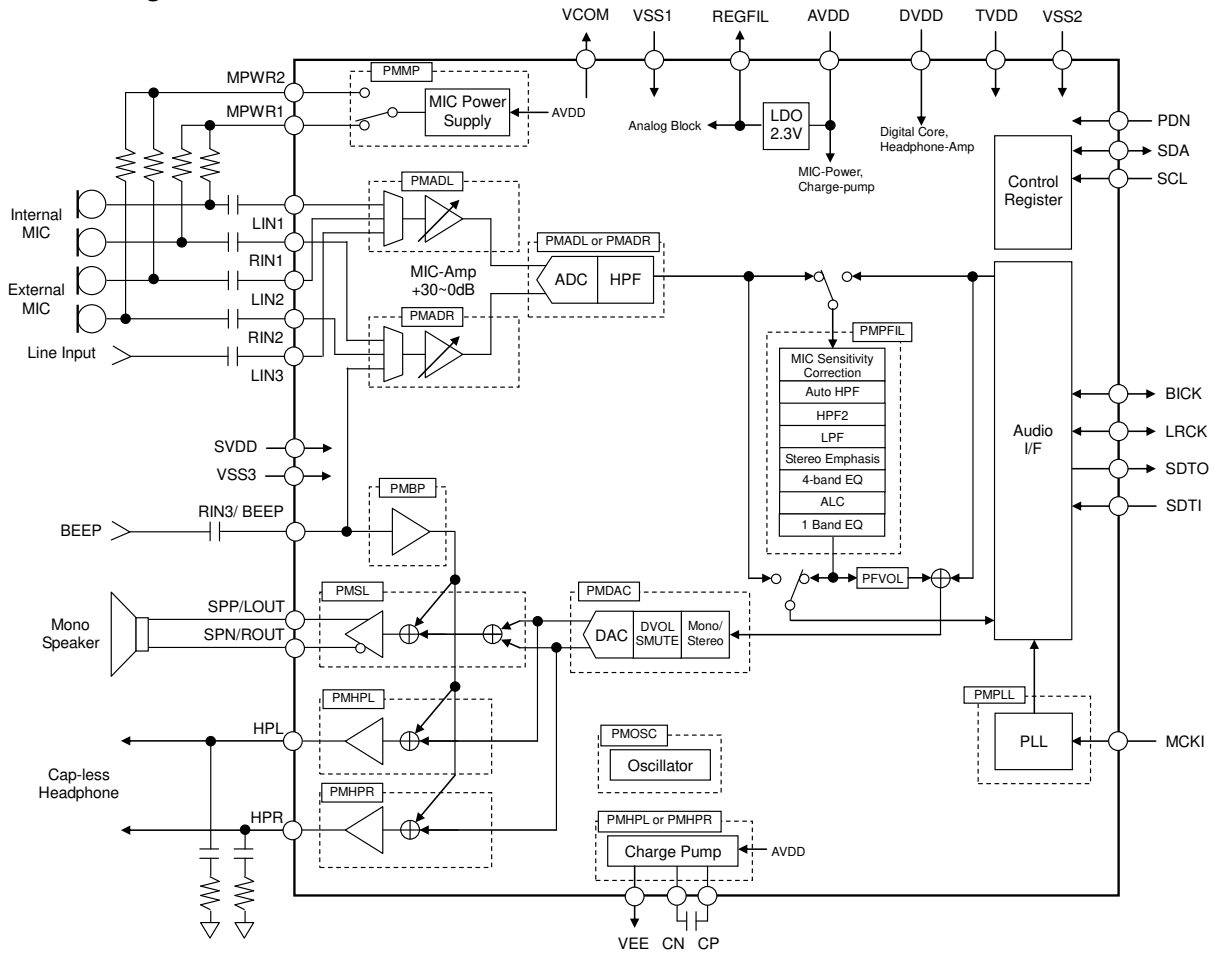 VCOM VSS1 REGFIL AVDD DVDD TVDD VSS2
MPWR2
MPWR1
PMMP
MIC Power
Supply
AVDD
Analog Block
LDO
2.3V
MIC-Power,
Charge-pump
Digital Core,
Headphone-Amp
PDN
SDA
SCL
Control
Register
Internal
MIC
External
MIC
Line Input
LIN1
RIN1
LIN2
RIN2
LIN3
PMADL
MIC-Amp
+30~0dB
PMADR
PMADL or PMADR
ADC HPF
PMPFIL
MIC Sensitivity
Correction
Auto HPF
HPF2
LPF
Stereo Emphasis
4-band EQ
ALC
1 Band EQ
Audio
I/F
BICK
LRCK
SDTO
SDTI
SVDD
VSS3
RIN3/ BEEP
BEEP
PMBP
PFVOL
SPP/LOUT
SPN/ROUT
Mono
Speaker
PMSL
PMDAC
DAC
DVOL
SMUTE
Mono/
Stereo
HPL
Cap-less
Headphone
HPR
PMHPL
PMHPR
PMOSC
Oscillator
PMPLL
PLL
MCKI
PMHPL or PMHPR
Charge Pump
AVDD
VEE CN CP